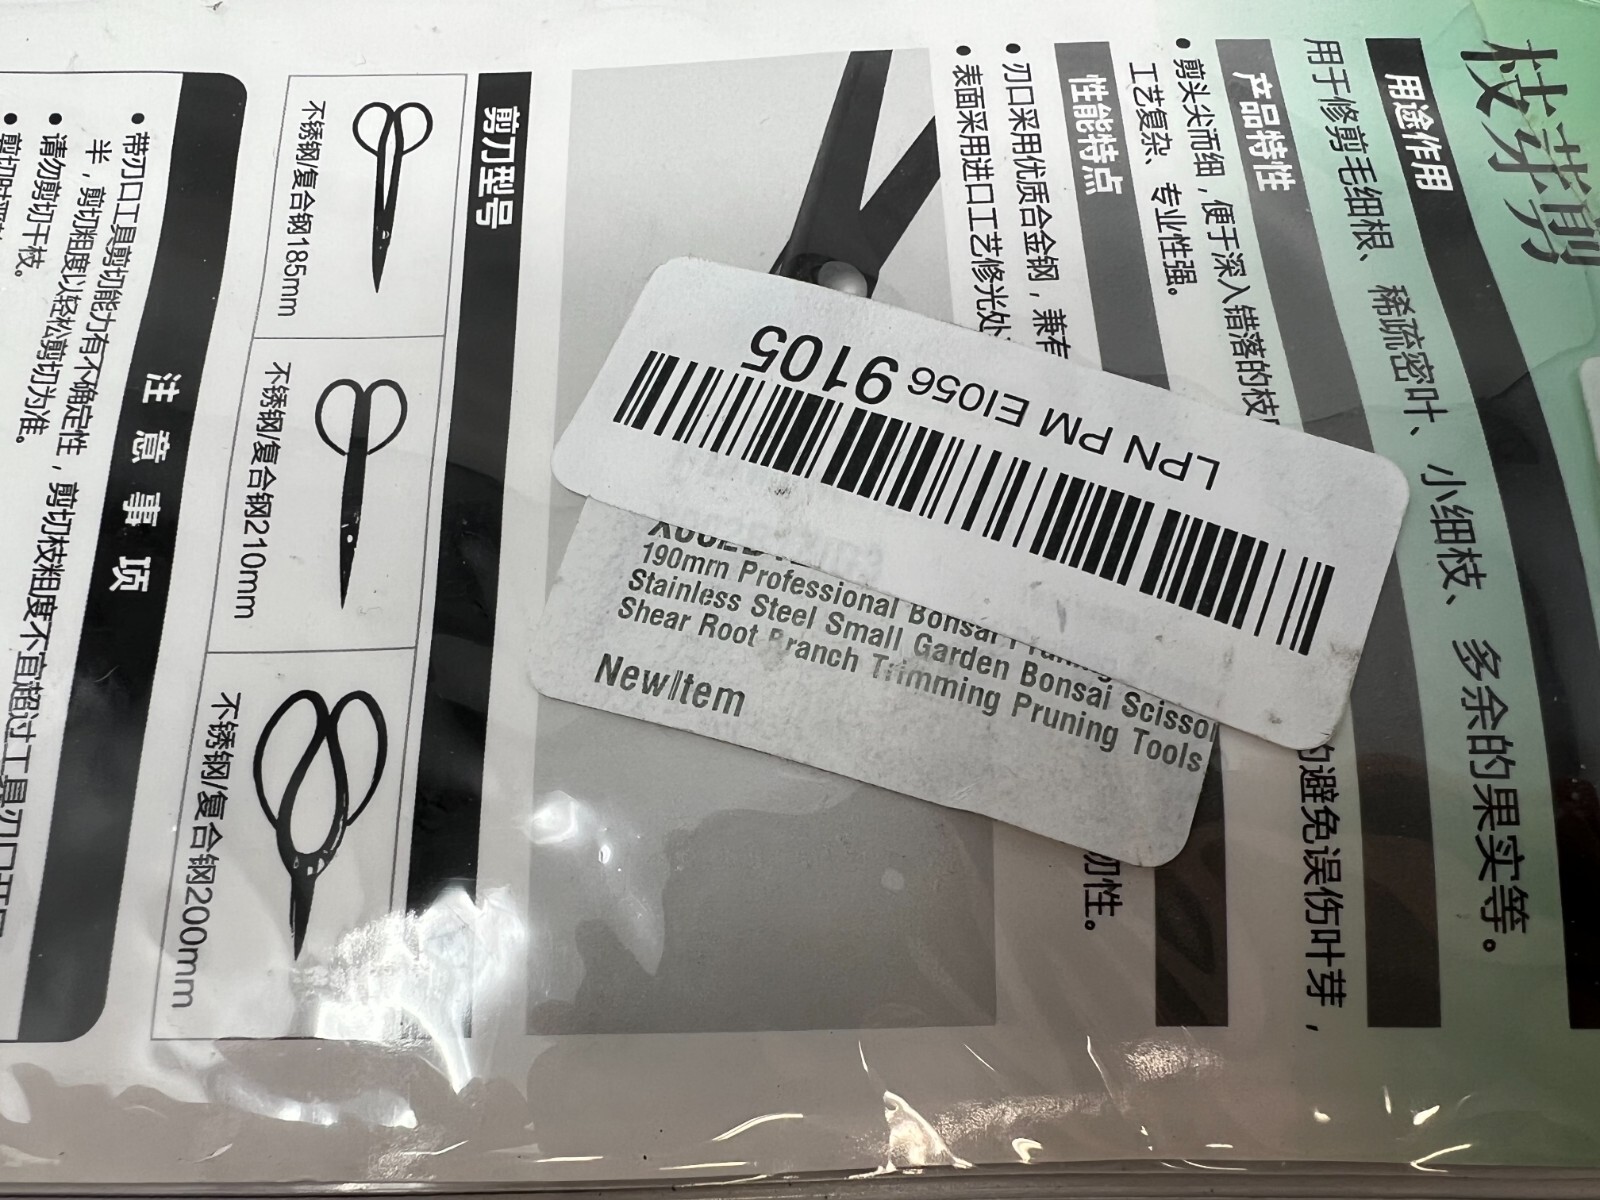 枝芽剪
用途作用
用于修剪毛细根、稀疏密叶、小细枝、多余的果实等。
产品特性
● 剪头尖而细，便于深入错落的枝
的避免误伤叶芽，
工艺复杂、专业性强。
性能特点
● 刃口采用优质合金钢，兼有
韧性。
● 表面采用进口工艺修光处
LPN PM EI056 9105
190mm Professional Bonsai Pruning
Stainless Steel Small Garden Bonsai Scissor
Shear Root Branch Trimming Pruning Tools
NewItem
剪刀型号
不锈钢/复合钢185mm
不锈钢/复合钢210mm
不锈钢/复合钢200mm
注意事项
● 带刃口工具剪切能力有不确定性，剪切枝粗度不宜超过工具刃口开口
半，剪切粗度以轻松剪切为准。
● 请勿剪切干枝。